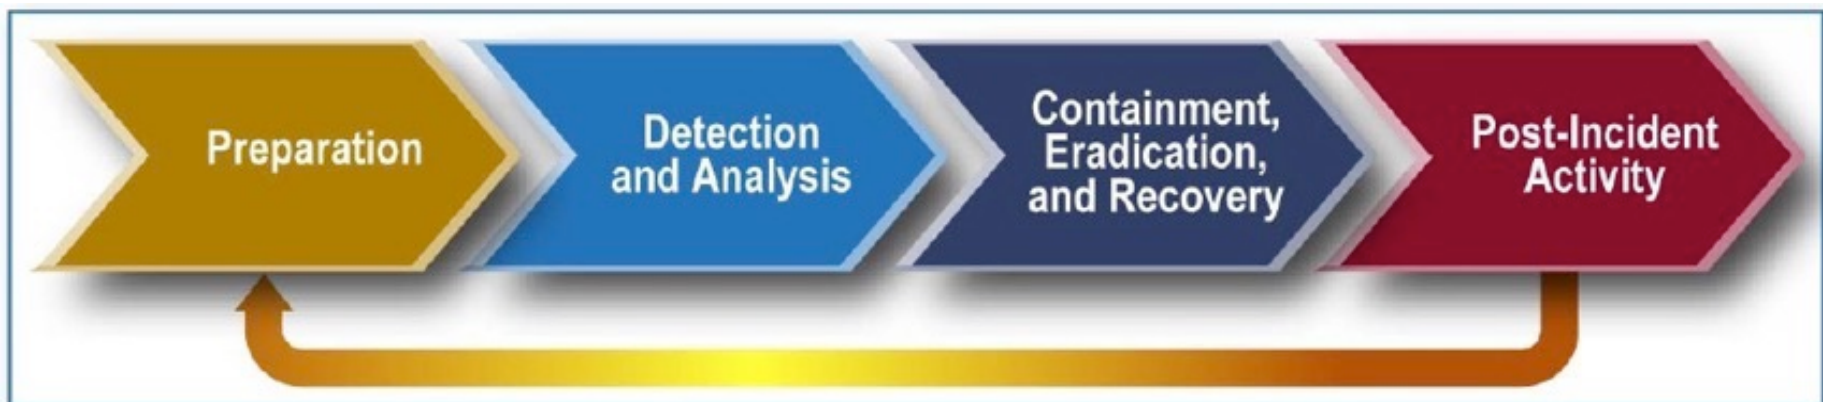 Preparation
Detection
and Analysis
Containment,
Eradication,
and Recovery
Post-Incident
Activity